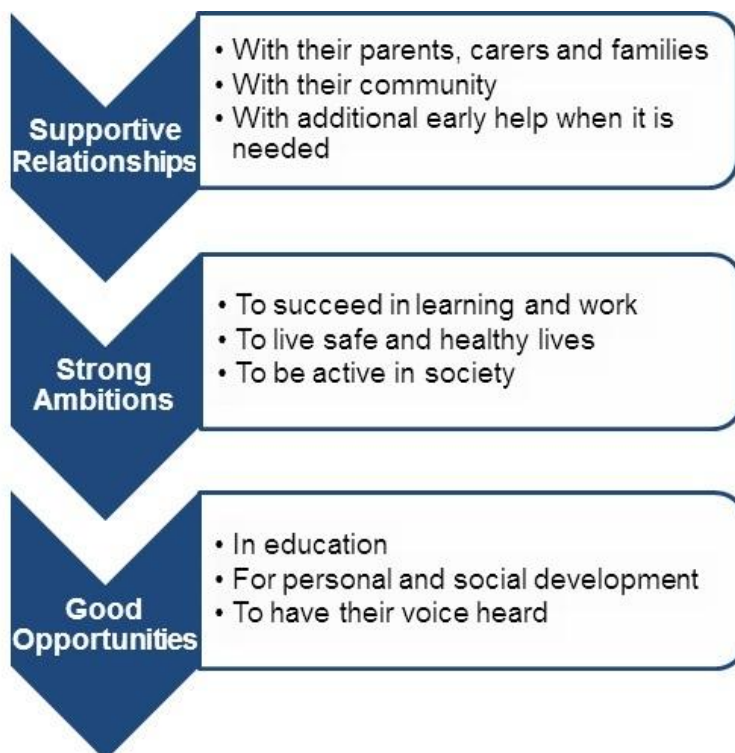 Supportive
Relationships
• With their parents, carers and families
• With their community
• With additional early help when it is
needed
Strong
Ambitions
• To succeed in learning and work
• To live safe and healthy lives
• To be active in society
Good
Opportunities
• In education
• For personal and social development
• To have their voice heard